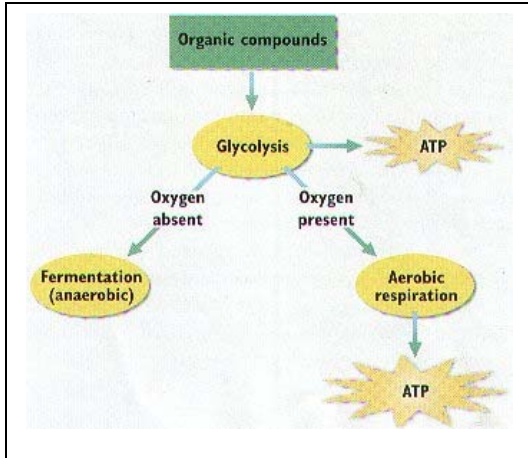 Organic compounds
Glycolysis
ATP
Oxygen
absent
Oxygen
present
Fermentation
(anaerobic)
Aerobic
respiration
ATP